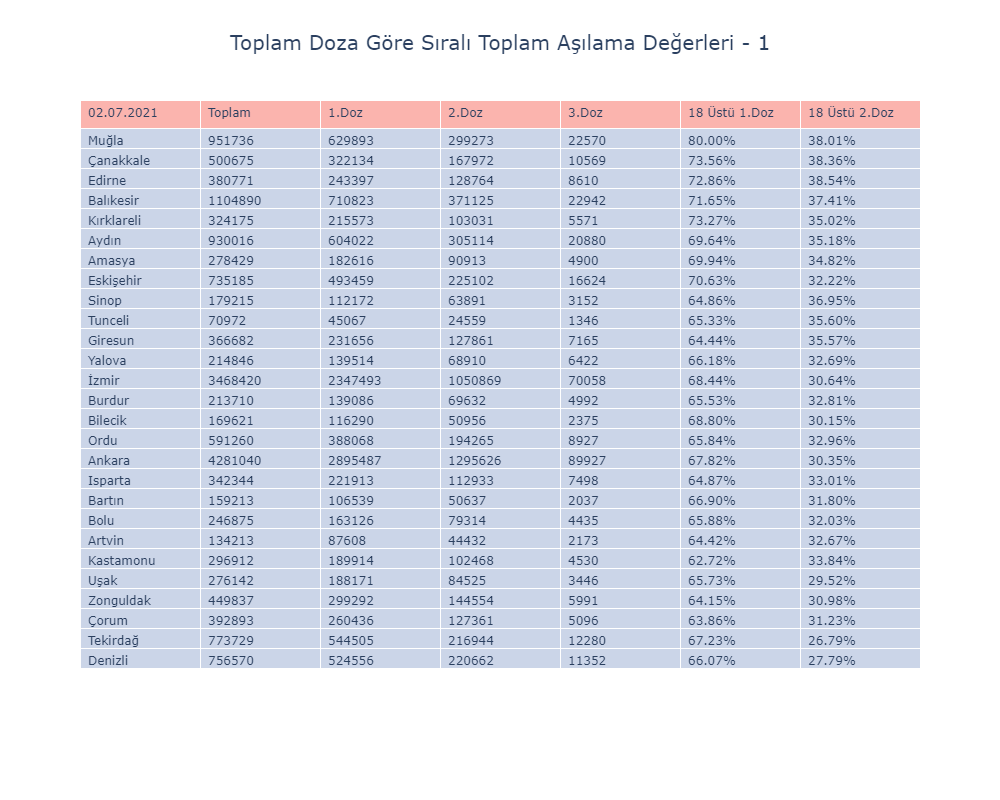 Toplam Doza Göre Sıralı Toplam Aşılama Değerleri - 1
02.07.2021 Toplam 1.Doz 2.Doz 3.Doz 18 Üstü 1.Doz 18 Üstü 2.Doz
Muğla 951736 629893 299273 22570 80.00% 38.01%
Çanakkale 500675 322134 167972 10569 73.56% 38.36%
Edirne 380771 243397 128764 8610 72.86% 38.54%
Balıkesir 1104890 710823 371125 22942 71.65% 37.41%
Kırklareli 324175 215573 103031 5571 73.27% 35.02%
Aydın 930016 604022 305114 20880 69.64% 35.18%
Amasya 278429 182616 90913 4900 69.94% 34.82%
Eskişehir 735185 493459 225102 16624 70.63% 32.22%
Sinop 179215 112172 63891 3152 64.86% 36.95%
Tunceli 70972 45067 24559 1346 65.33% 35.60%
Giresun 366682 231656 127861 7165 64.44% 35.57%
Yalova 214846 139514 68910 6422 66.18% 32.69%
İzmir 3468420 2347493 1050869 70058 68.44% 30.64%
Burdur 213710 139086 69632 4992 65.53% 32.81%
Bilecik 169621 116290 50956 2375 68.80% 30.15%
Ordu 591260 388068 194265 8927 65.84% 32.96%
Ankara 4281040 2895487 1295626 89927 67.82% 30.35%
Isparta 342344 221913 112933 7498 64.87% 33.01%
Bartın 159213 106539 50637 2037 66.90% 31.80%
Bolu 246875 163126 79314 4435 65.88% 32.03%
Artvin 134213 87608 44432 2173 64.42% 32.67%
Kastamonu 296912 189914 102468 4530 62.72% 33.84%
Uşak 276142 188171 84525 3446 65.73% 29.52%
Zonguldak 449837 299292 144554 5991 64.15% 30.98%
Çorum 392893 260436 127361 5096 63.86% 31.23%
Tekirdağ 773729 544505 216944 12280 67.23% 26.79%
Denizli 756570 524556 220662 11352 66.07% 27.79%